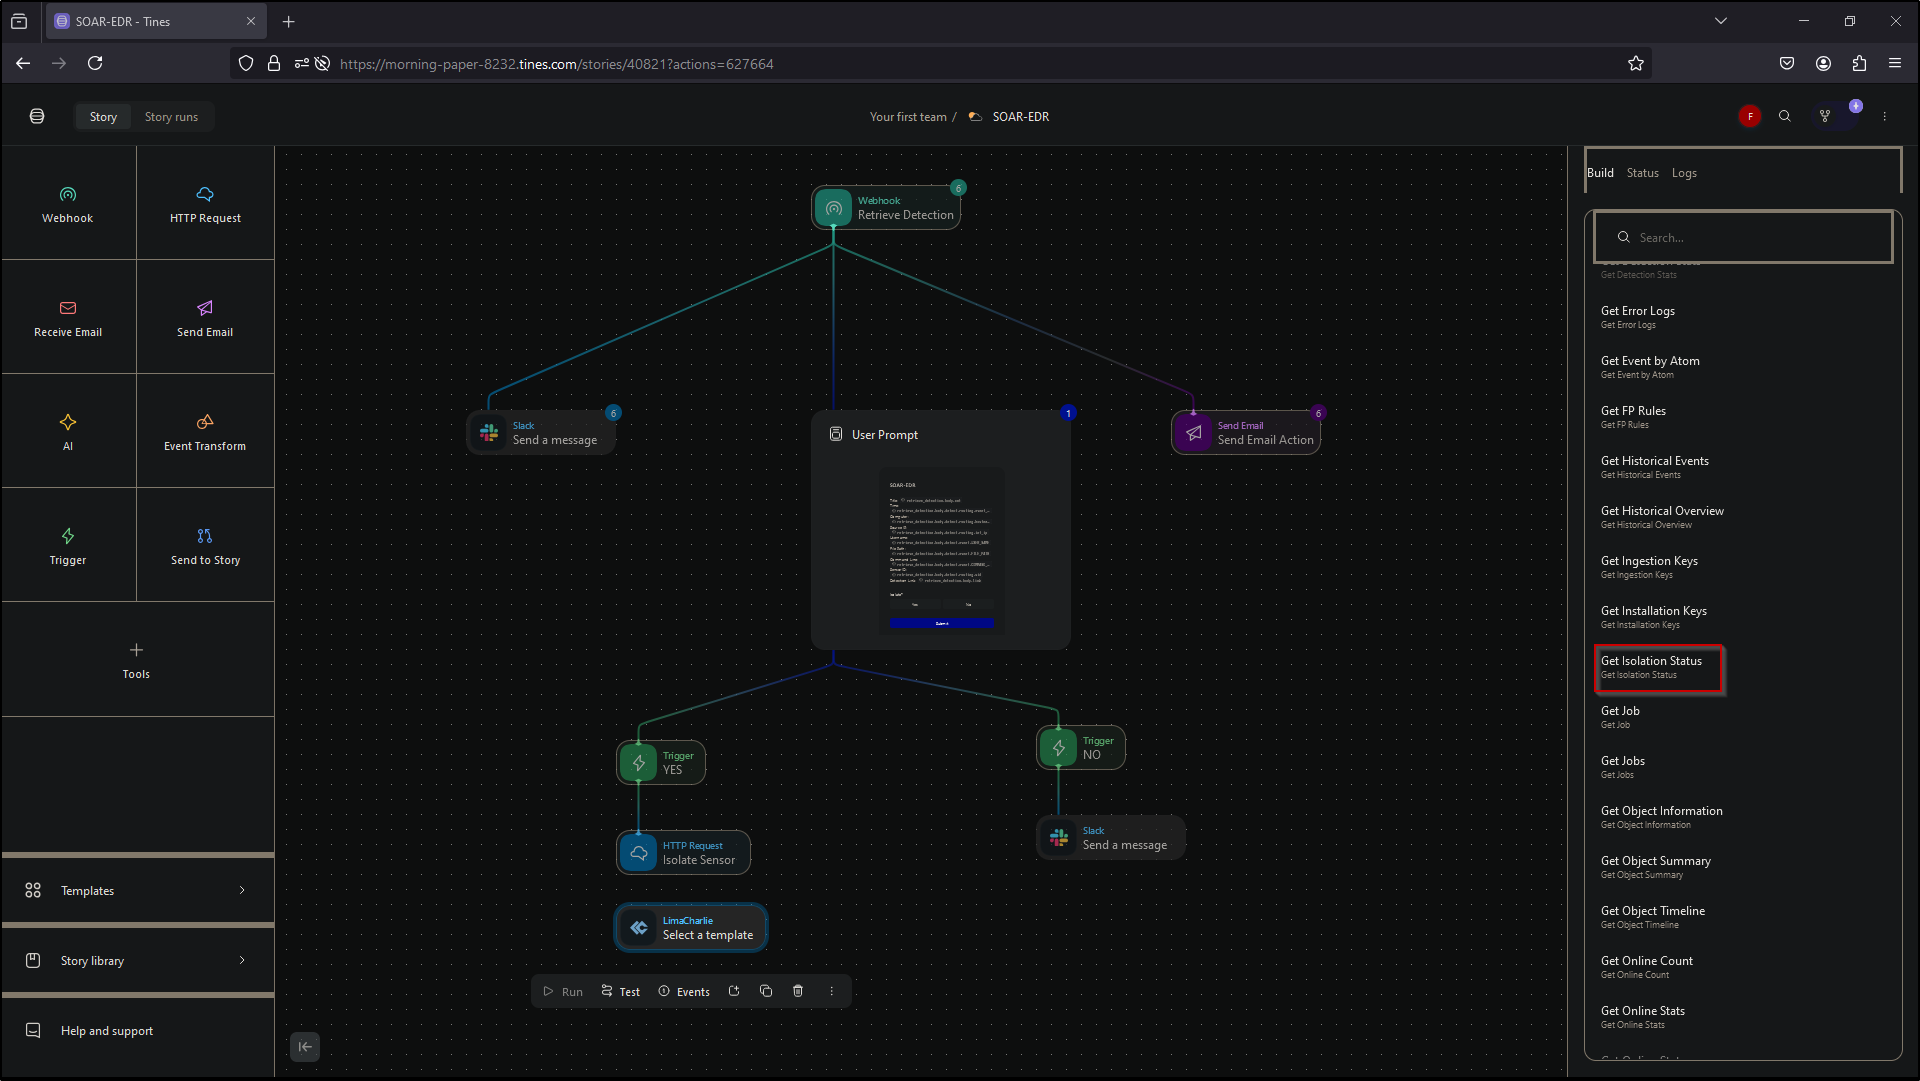 SOAR-EDR - Tines
https://morning-paper-8232.tines.com/stories/40821?actions=627664
Story
Story runs
Your first team /
SOAR-EDR
F
Webhook
HTTP Request
Receive Email
Send Email
AI
Event Transform
Trigger
Send to Story
Tools
Templates
Story library
Help and support
Webhook
Retrieve Detection
6
Slack
Send a message
6
User Prompt
1
SOAR-EDR
Yes
No
Submit
Send Email
Send Email Action
6
Trigger
YES
Trigger
NO
HTTP Request
Isolate Sensor
Slack
Send a message
LimaCharlie
Select a template
Run
Test
Events
Build
Status
Logs
Search...
Get Detection Stats
Get Error Logs
Get Error Logs
Get Event by Atom
Get Event by Atom
Get FP Rules
Get FP Rules
Get Historical Events
Get Historical Events
Get Historical Overview
Get Historical Overview
Get Ingestion Keys
Get Ingestion Keys
Get Installation Keys
Get Installation Keys
Get Isolation Status
Get Isolation Status
Get Job
Get Job
Get Jobs
Get Jobs
Get Object Information
Get Object Information
Get Object Summary
Get Object Summary
Get Object Timeline
Get Object Timeline
Get Online Count
Get Online Count
Get Online Stats
Get Online Stats